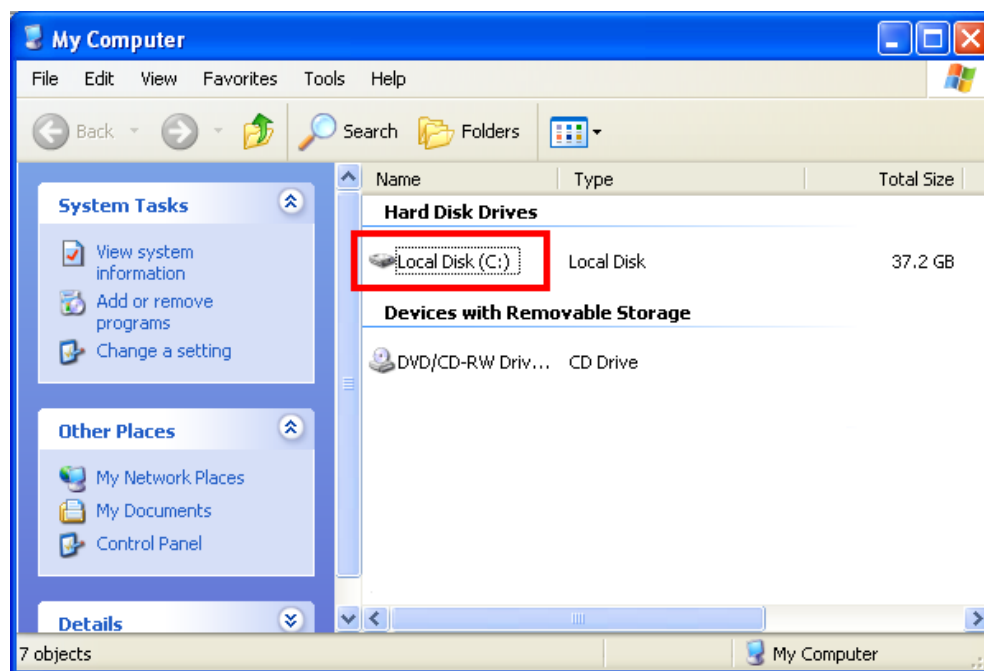 My Computer
File Edit View Favorites Tools Help
Back Search Folders
System Tasks
View system
information
Add or remove
programs
Change a setting
Other Places
My Network Places
My Documents
Control Panel
Details
Name Type Total Size
Hard Disk Drives
Local Disk (C:) Local Disk 37.2 GB
Devices with Removable Storage
DVD/CD-RW Driv... CD Drive
7 objects My Computer